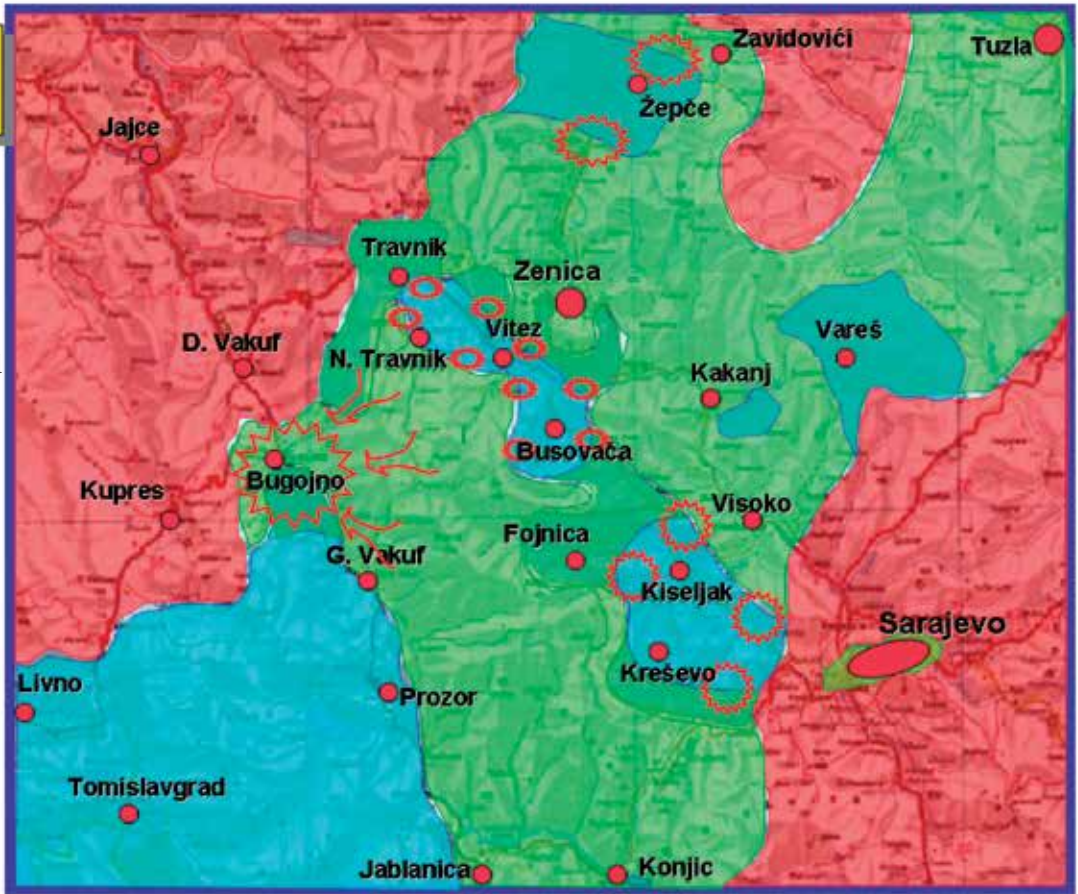 Zavidovići
Tuzla
Žepče
Jajce
Travnik
Zenica
Vitez
Vareš
D. Vakuf
N. Travnik
Kakanj
Busovača
Bugojno
Kupres
Visoko
Fojnica
G. Vakuf
Kiseljak
Sarajevo
Kreševo
Livno
Prozor
Tomislavgrad
Jablanica
Konjic